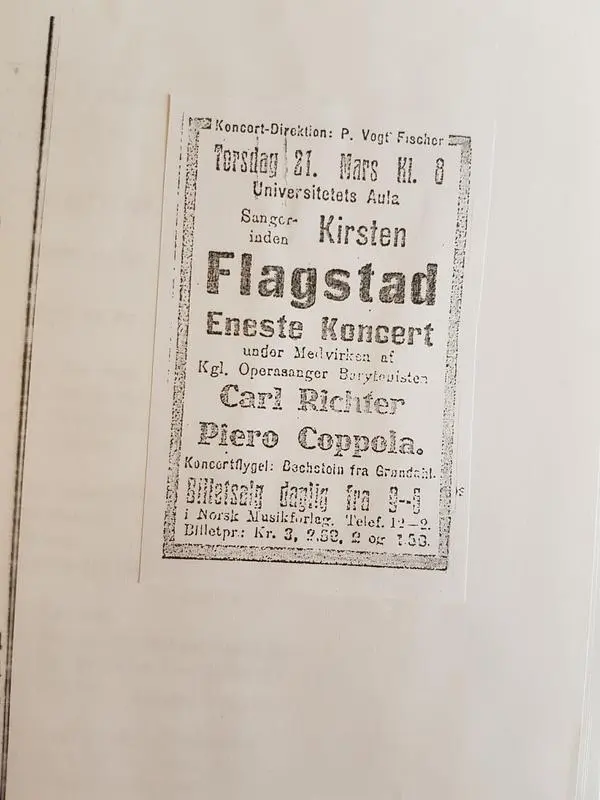 Koncert-Direktion: P. Vogt Fischer
Torsdag 21. Mars Kl. 8
Universitetets Aula
Sanger-
inden Kirsten
Flagstad
Eneste Koncert
under Medvirken af
Kgl. Operasanger Barytonisten
Carl Richter
Piero Coppola.
Koncertflygel: Bechstein fra Grøndahl.
Billetsalg daglig fra 9--6
i Norsk Musikforlag. Telef.
Billetpr.: Kr. 3, 2.50, 2 og 1.50.